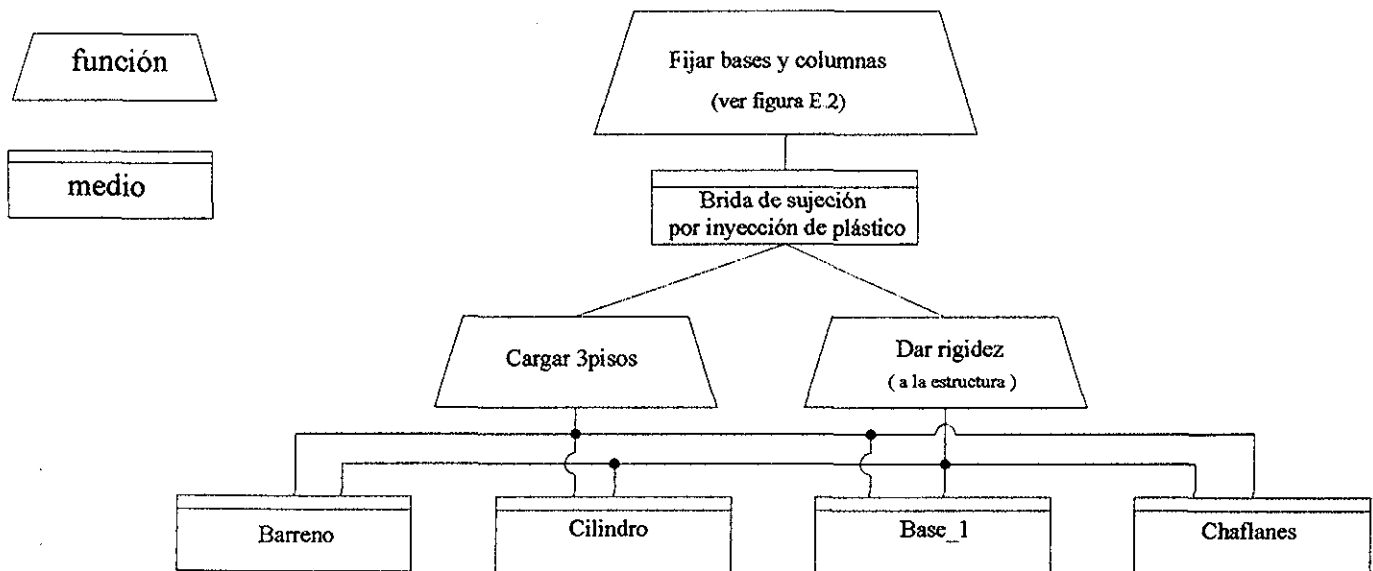 función
medio
Fijar bases y columnas
(ver figura E.2)
Brida de sujeción
por inyección de plástico
Cargar 3pisos
Dar rigidez
( a la estructura )
Barreno
Cilindro
Base_1
Chaflanes